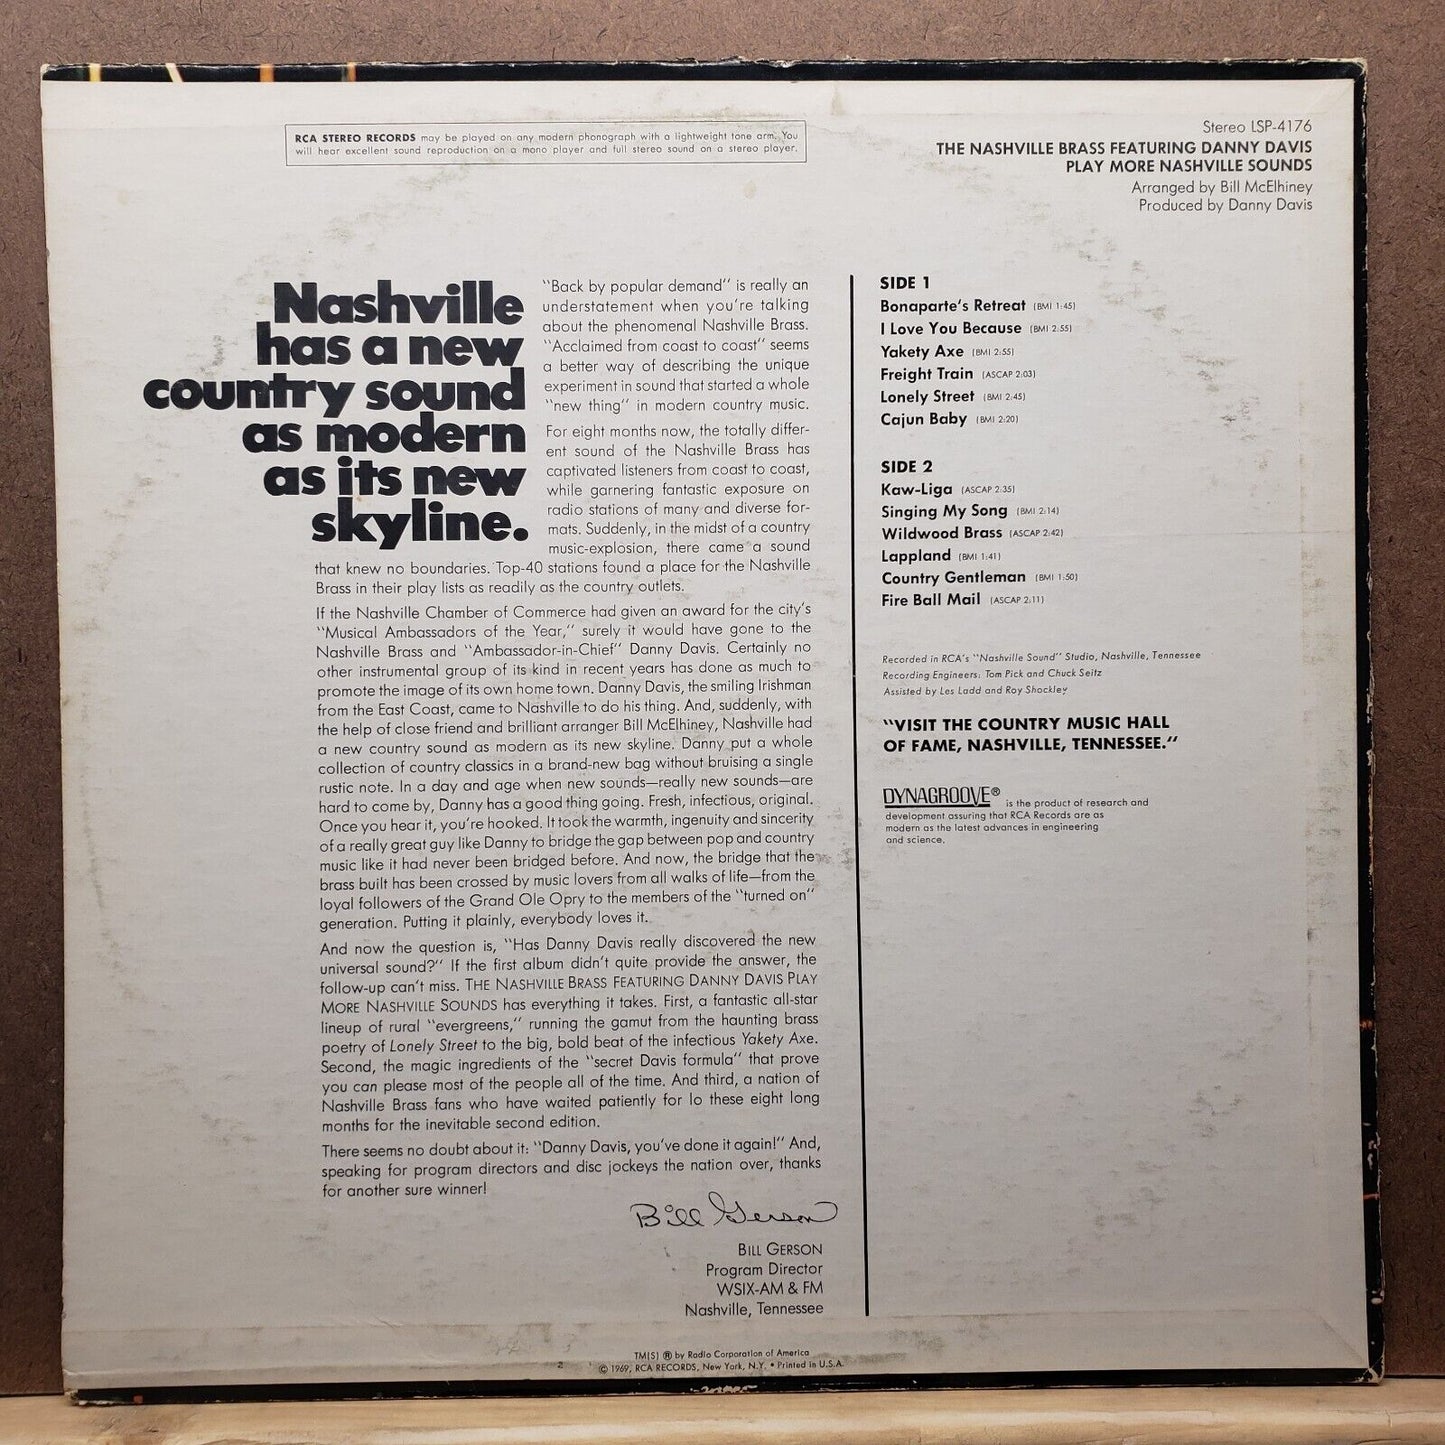 RCA STEREO RECORDS may be played on any modern phonograph with a lightweight tone arm. You
will hear excellent sound reproduction on a mono player and full stereo sound on a stereo player.
Stereo LSP-4176
THE NASHVILLE BRASS FEATURING DANNY DAVIS
PLAY MORE NASHVILLE SOUNDS
Arranged by Bill McElhiney
Produced by Danny Davis
Nashville
has a new
country sound
as modern
as its new
skyline.
"Back by popular demand" is really an
understatement when you're talking
about the phenomenal Nashville Brass.
"Acclaimed from coast to coast" seems
a better way of describing the unique
experiment in sound that started a whole
"new thing" in modern country music.
For eight months now, the totally differ-
ent sound of the Nashville Brass has
captivated listeners from coast to coast,
while garnering fantastic exposure on
radio stations of many and diverse for-
mats. Suddenly, in the midst of a country
music-explosion, there came a sound
that knew no boundaries. Top-40 stations found a place for the Nashville
Brass in their play lists as readily as the country outlets.
If the Nashville Chamber of Commerce had given an award for the city's
"Musical Ambassadors of the Year," surely it would have gone to the
Nashville Brass and "Ambassador-in-Chief" Danny Davis. Certainly no
other instrumental group of its kind in recent years has done as much to
promote the image of its own home town. Danny Davis, the smiling Irishman
from the East Coast, came to Nashville to do his thing. And, suddenly, with
the help of close friend and brilliant arranger Bill McElhiney, Nashville had
a new country sound as modern as its new skyline. Danny put a whole
collection of country classics in a brand-new bag without bruising a single
rustic note. In a day and age when new sounds—really new sounds—are
hard to come by, Danny has a good thing going. Fresh, infectious, original.
Once you hear it, you're hooked. It took the warmth, ingenuity and sincerity
of a really great guy like Danny to bridge the gap between pop and country
music like it had never been bridged before. And now, the bridge that the
brass built has been crossed by music lovers from all walks of life—from the
loyal followers of the Grand Ole Opry to the members of the "turned on"
generation. Putting it plainly, everybody loves it.
And now the question is, "Has Danny Davis really discovered the new
universal sound?" If the first album didn't quite provide the answer, the
follow-up can't miss. THE NASHVILLE BRASS FEATURING DANNY DAVIS PLAY
MORE NASHVILLE SOUNDS has everything it takes. First, a fantastic all-star
lineup of rural "evergreens," running the gamut from the haunting brass
poetry of Lonely Street to the big, bold beat of the infectious Yakety Axe.
Second, the magic ingredients of the "secret Davis formula" that prove
you can please most of the people all of the time. And third, a nation of
Nashville Brass fans who have waited patiently for lo these eight long
months for the inevitable second edition.
There seems no doubt about it: "Danny Davis, you've done it again!" And,
speaking for program directors and disc jockeys the nation over, thanks
for another sure winner!
Bill Gerson
BILL GERSON
Program Director
WSIX-AM & FM
Nashville, Tennessee
SIDE 1
Bonaparte's Retreat (BMI 1:45)
I Love You Because (BMI 2:55)
Yakety Axe (BMI 2:55)
Freight Train (ASCAP 2:03)
Lonely Street (BMI 2:45)
Cajun Baby (BMI 2:20)
SIDE 2
Kaw-Liga (ASCAP 2:35)
Singing My Song (BMI 2:14)
Wildwood Brass (ASCAP 2:42)
Lappland (BMI 1:41)
Country Gentleman (BMI 1:50)
Fire Ball Mail (ASCAP 2:11)
Recorded in RCA's "Nashville Sound" Studio, Nashville, Tennessee
Recording Engineers: Tom Pick and Chuck Seitz
Assisted by Les Ladd and Roy Shockley
"VISIT THE COUNTRY MUSIC HALL
OF FAME, NASHVILLE, TENNESSEE."
DYNAGROOVE® is the product of research and
development assuring that RCA Records are as
modern as the latest advances in engineering
and science.
TM(S) ® by Radio Corporation of America
2 © 1969, RCA RECORDS, New York, N.Y. • Printed in U.S.A.